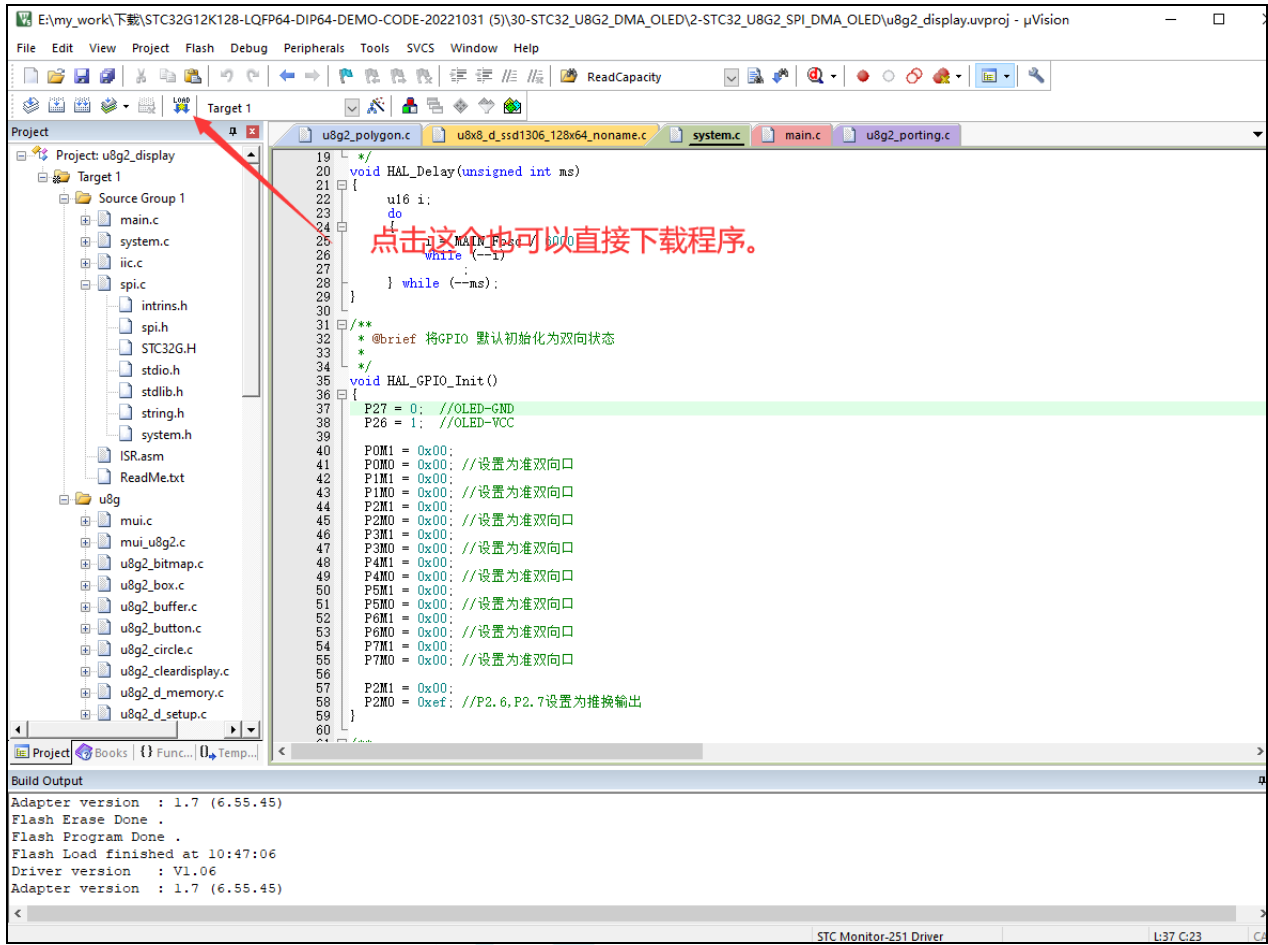 E:\my_work\下载\STC32G12K128-LQFP64-DIP64-DEMO-CODE-20221031 (5)\30-STC32_U8G2_DMA_OLED\2-STC32_U8G2_SPI_DMA_OLED\u8g2_display.uvproj - µVision
File Edit View Project Flash Debug Peripherals Tools SVCS Window Help
ReadCapacity
LOAD Target 1
Project
u8g2_polygon.c u8x8_d_ssd1306_128x64_noname.c system.c main.c u8g2_porting.c
Project: u8g2_display
Target 1
Source Group 1
main.c
system.c
iic.c
spi.c
intrins.h
spi.h
STC32G.H
stdio.h
stdlib.h
string.h
system.h
ISR.asm
ReadMe.txt
u8g
mui.c
mui_u8g2.c
u8g2_bitmap.c
u8g2_box.c
u8g2_buffer.c
u8g2_button.c
u8g2_circle.c
u8g2_cleardisplay.c
u8g2_d_memory.c
u8g2_d_setup.c
Project Books {} Func... Temp...
19 */
20 void HAL_Delay(unsigned int ms)
21 {
22 u16 i;
23 do
24 {
25 i = MAIN_Fosc / 6000
26 while (--i)
27 ;
28 } while (--ms);
29 }
30
31 /**
32 * @brief 将GPIO 默认初始化为双向状态
33 *
34 */
35 void HAL_GPIO_Init()
36 {
37 P27 = 0; //OLED-GND
38 P26 = 1; //OLED-VCC
39
40 P0M1 = 0x00;
41 P0M0 = 0x00; //设置为准双向口
42 P1M1 = 0x00;
43 P1M0 = 0x00; //设置为准双向口
44 P2M1 = 0x00;
45 P2M0 = 0x00; //设置为准双向口
46 P3M1 = 0x00;
47 P3M0 = 0x00; //设置为准双向口
48 P4M1 = 0x00;
49 P4M0 = 0x00; //设置为准双向口
50 P5M1 = 0x00;
51 P5M0 = 0x00; //设置为准双向口
52 P6M1 = 0x00;
53 P6M0 = 0x00; //设置为准双向口
54 P7M1 = 0x00;
55 P7M0 = 0x00; //设置为准双向口
56
57 P2M1 = 0x00;
58 P2M0 = 0xef; //P2.6,P2.7设置为推挽输出
59 }
60
61 /**
点击这个也可以直接下载程序。
Build Output
Adapter version : 1.7 (6.55.45)
Flash Erase Done .
Flash Program Done .
Flash Load finished at 10:47:06
Driver version : V1.06
Adapter version : 1.7 (6.55.45)
STC Monitor-251 Driver L:37 C:23 CA